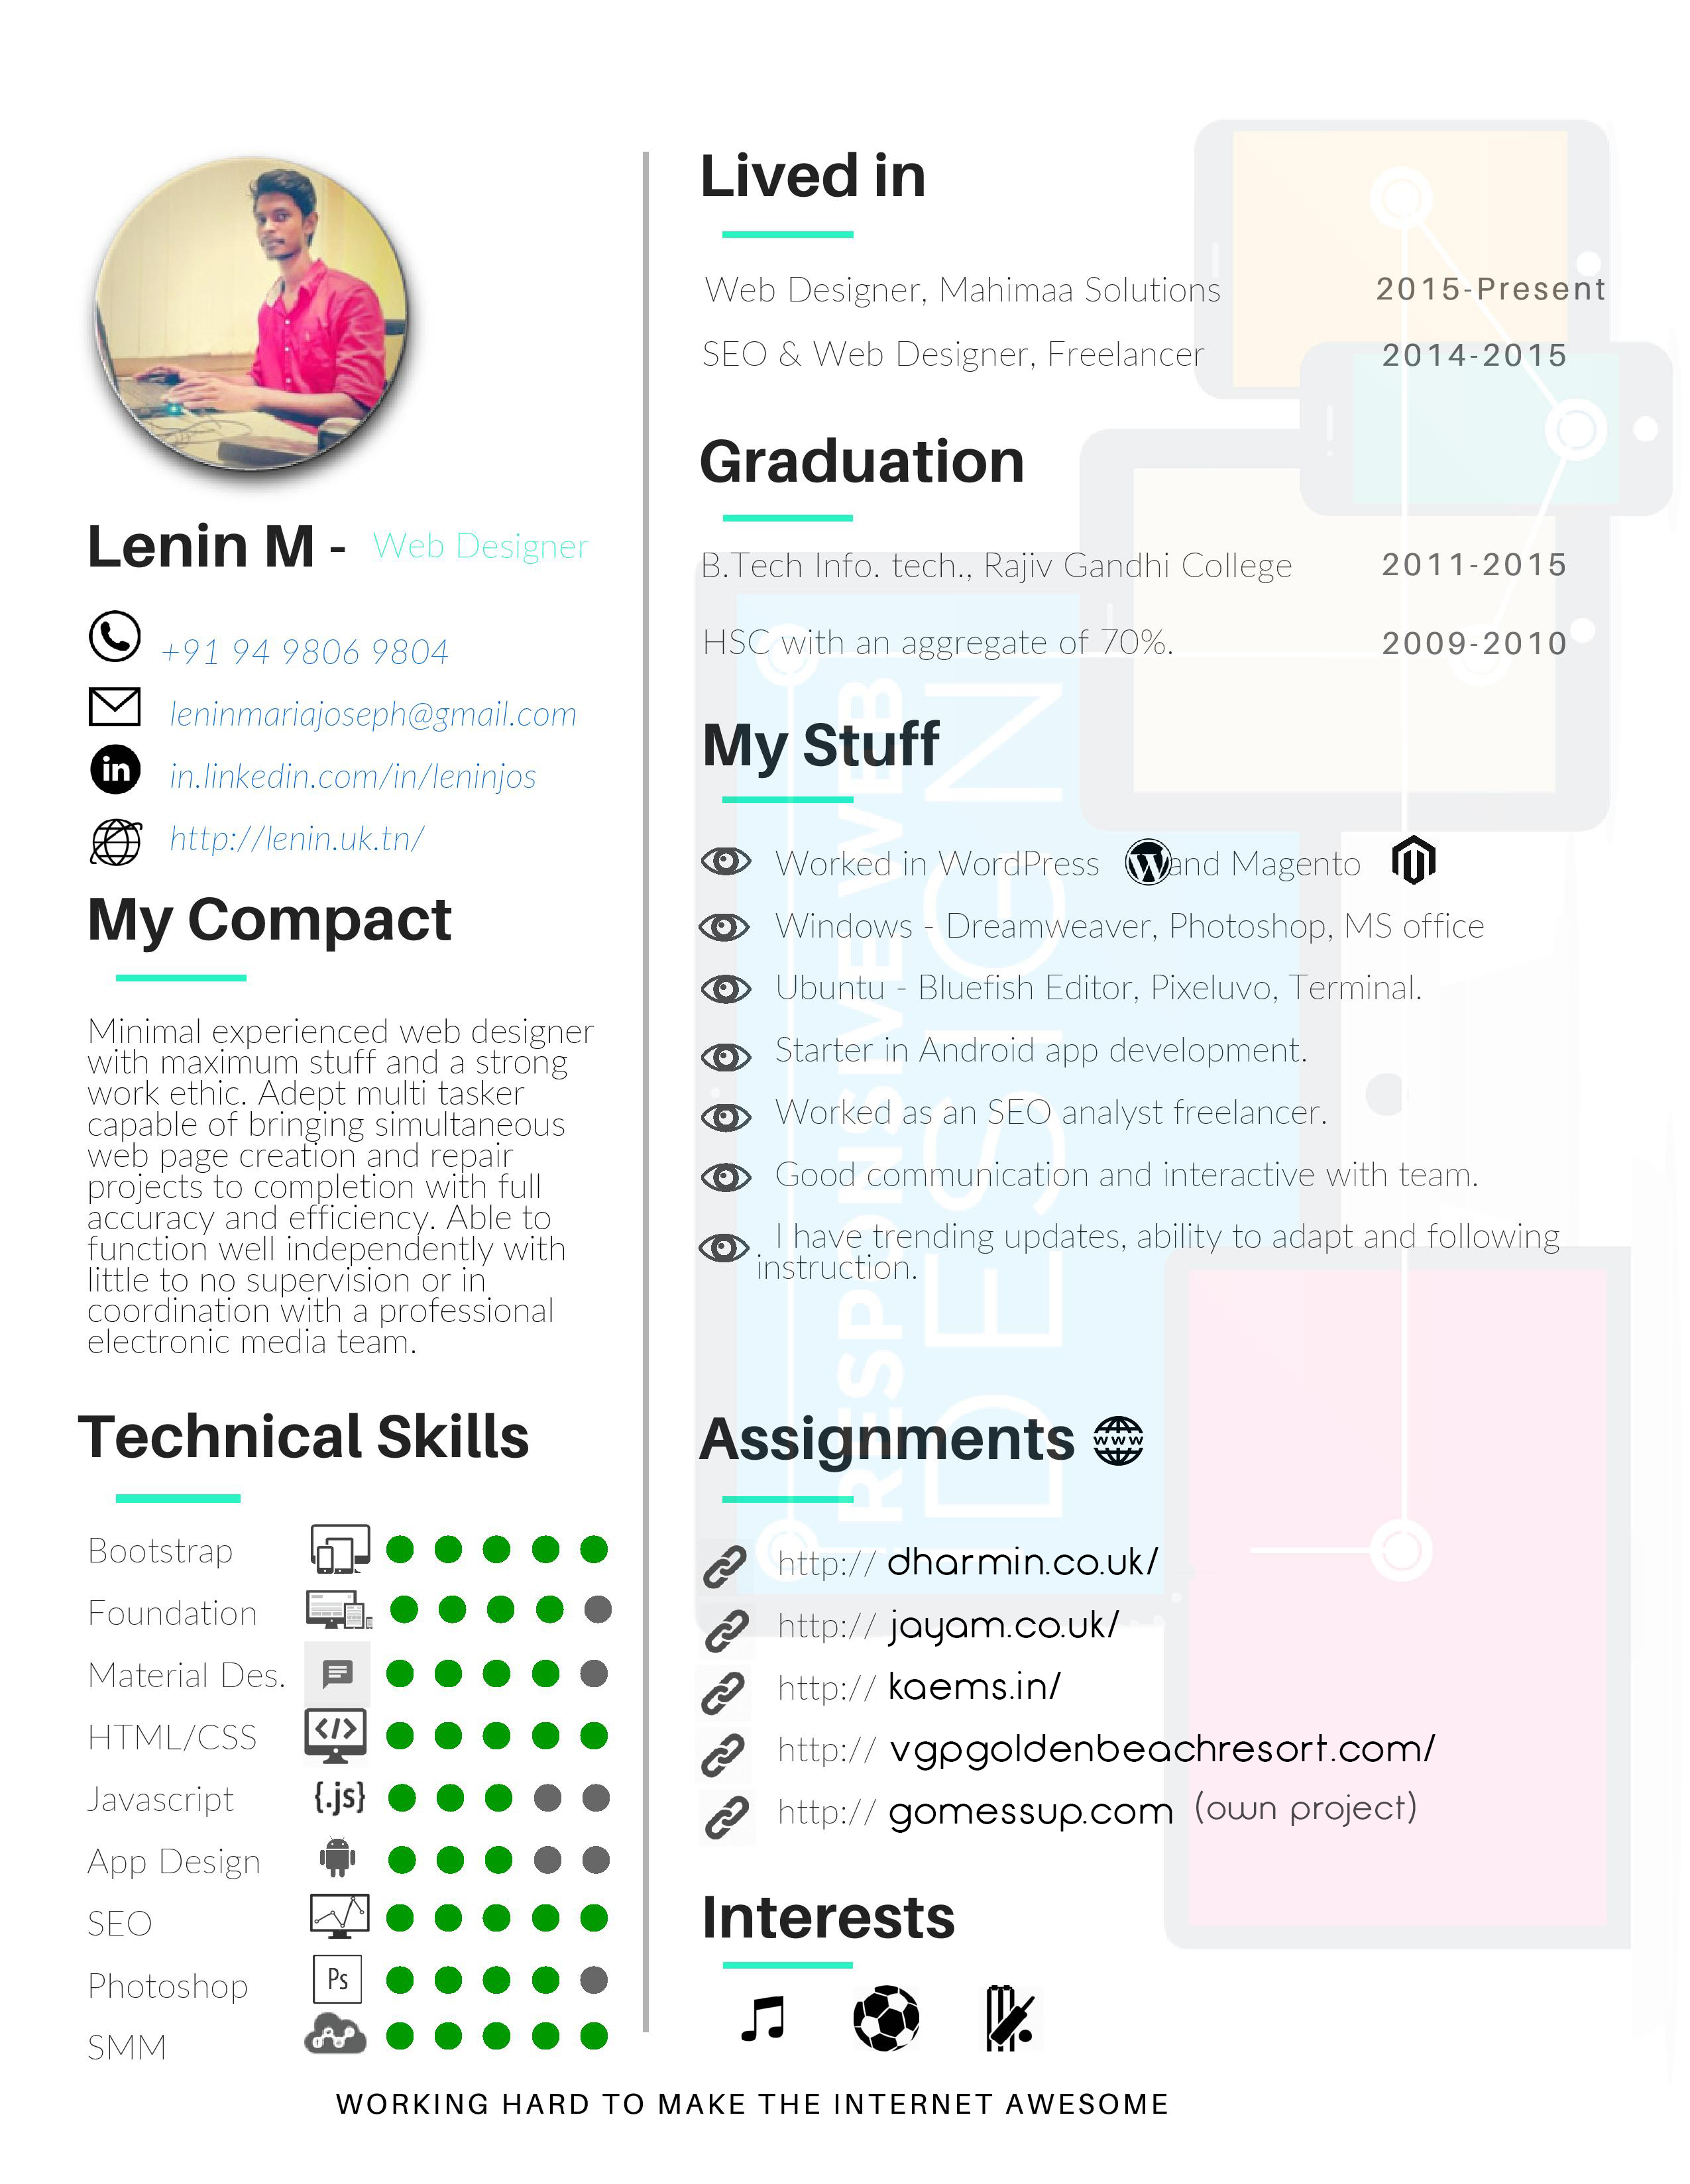 Lenin M - Web Designer
+91 94 9806 9804
leninmariajoseph@gmail.com
in
in.linkedin.com/in/leninjos
http://lenin.uk.tn/
My Compact
Minimal experienced web designer
with maximum stuff and a strong
work ethic. Adept multi tasker
capable of bringing simultaneous
web page creation and repair
projects to completion with full
accuracy and efficiency. Able to
function well independently with
little to no supervision or in
coordination with a professional
electronic media team.
Technical Skills
Bootstrap
Foundation
Material Des.
HTML/CSS </>
Javascript {.js}
App Design
SEO
Photoshop Ps
SMM
Lived in
Web Designer, Mahimaa Solutions 2015-Present
SEO & Web Designer, Freelancer 2014-2015
Graduation
B.Tech Info. tech., Rajiv Gandhi College 2011-2015
HSC with an aggregate of 70%. 2009-2010
My Stuff
Worked in WordPress W and Magento
Windows - Dreamweaver, Photoshop, MS office
Ubuntu - Bluefish Editor, Pixeluvo, Terminal.
Starter in Android app development.
Worked as an SEO analyst freelancer.
Good communication and interactive with team.
I have trending updates, ability to adapt and following
instruction.
RESPONSIVE WEB
DESIGN
Assignments www
http:// dharmin.co.uk/
http:// jayam.co.uk/
http:// kaems.in/
http:// vgpgoldenbeachresort.com/
http:// gomessup.com (own project)
Interests
WORKING HARD TO MAKE THE INTERNET AWESOME